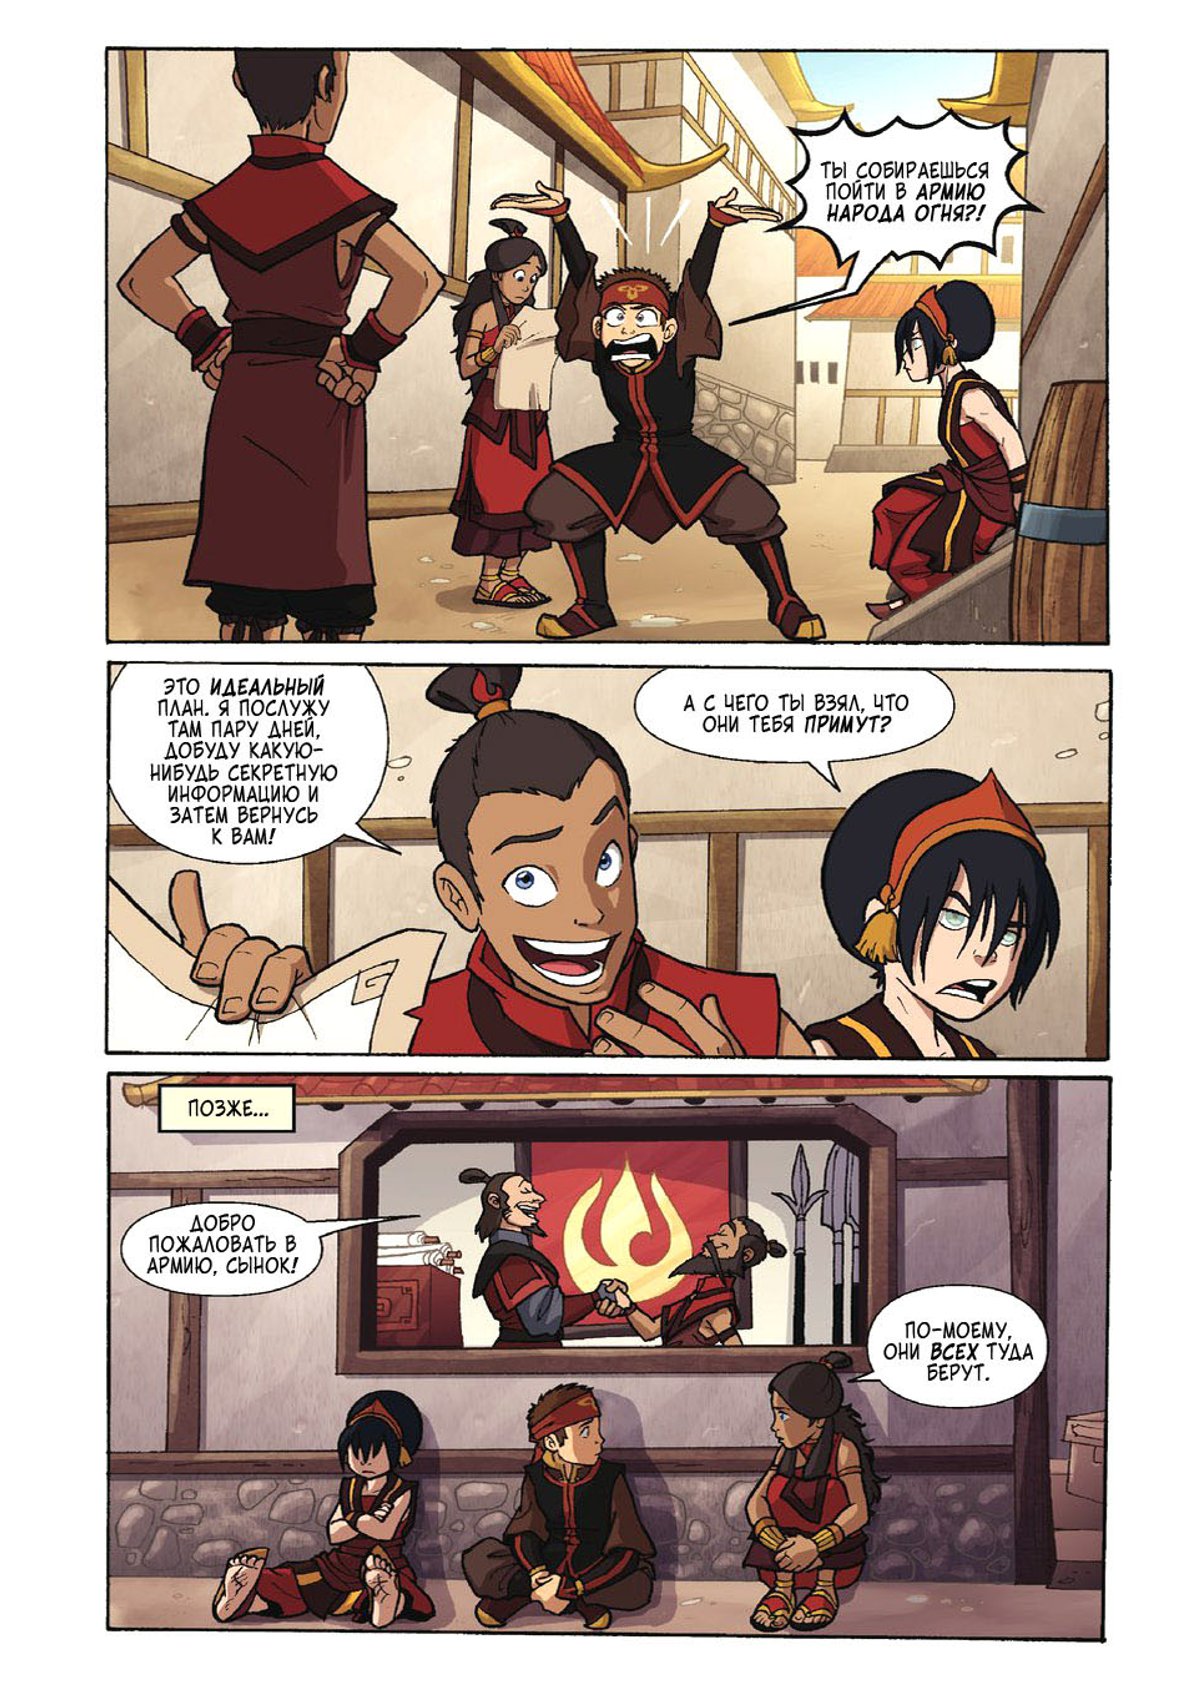 ТЫ СОБИРАЕШЬСЯ
ПОЙТИ В АРМИЮ
НАРОДА ОГНЯ?!
ЭТО ИДЕАЛЬНЫЙ
ПЛАН. Я ПОСЛУЖУ
ТАМ ПАРУ ДНЕЙ,
ДОБУДУ КАКУЮ-
НИБУДЬ СЕКРЕТНУЮ
ИНФОРМАЦИЮ И
ЗАТЕМ ВЕРНУСЬ
К ВАМ!
А С ЧЕГО ТЫ ВЗЯЛ, ЧТО
ОНИ ТЕБЯ ПРИМУТ?
ПОЗЖЕ...
ДОБРО
ПОЖАЛОВАТЬ В
АРМИЮ, СЫНОК!
ПО-МОЕМУ,
ОНИ ВСЕХ ТУДА
БЕРУТ.